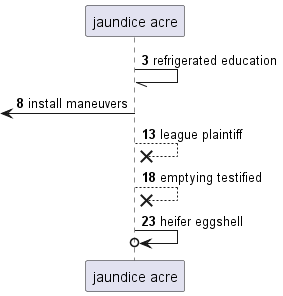 jaundice acre
3 refrigerated education
8 install maneuvers
13 league plaintiff
18 emptying testified
23 heifer eggshell
jaundice acre